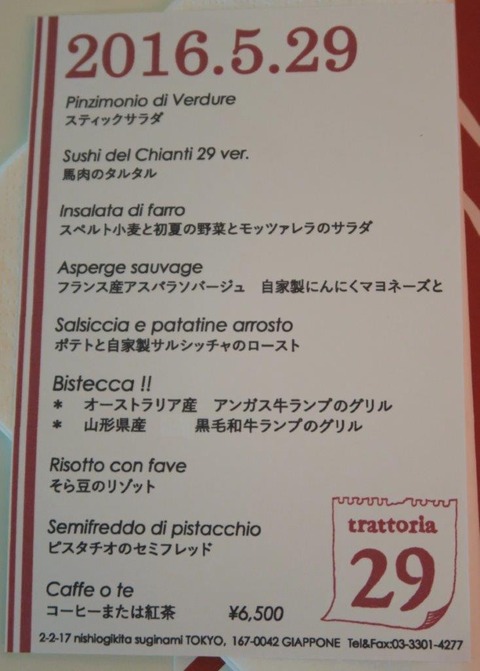 2016.5.29
Pinzimonio di Verdure
スティックサラダ
Sushi del Chianti 29 ver.
馬肉のタルタル
Insalata di farro
スペルト小麦と初夏の野菜とモッツァレラのサラダ
Asperge sauvage
フランス産アスパラソバージュ　自家製にんにくマヨネーズと
Salsiccia e patatine arrosto
ポテトと自家製サルシッチャのロースト
Bistecca !!
*　オーストラリア産　アンガス牛ランプのグリル
*　山形県産　　　黒毛和牛ランプのグリル
Risotto con fave
そら豆のリゾット
Semifreddo di pistacchio
ピスタチオのセミフレッド
Caffe o te
コーヒーまたは紅茶　　¥6,500
trattoria
29
2-2-17 nishiogikita suginami TOKYO, 167-0042 GIAPPONE Tel&Fax:03-3301-4277